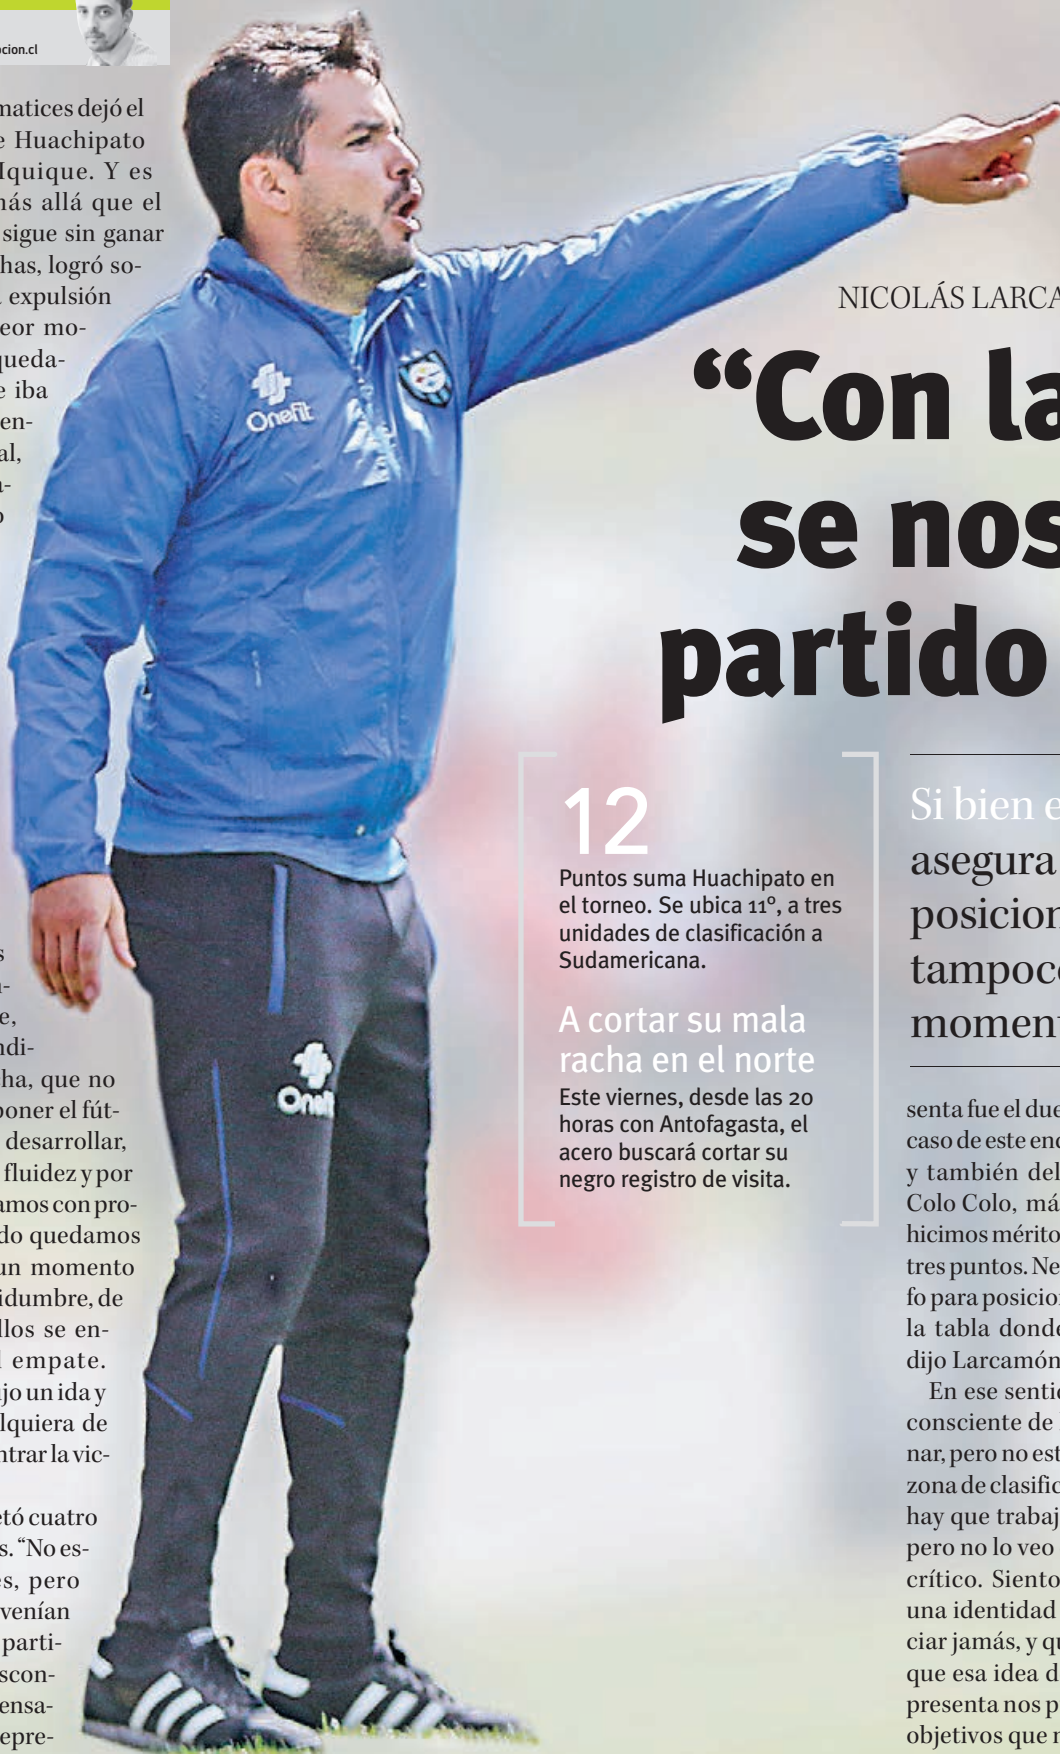 cion.cl
matices dejó el
e Huachipato
Iquique. Y es
más allá que el
sigue sin ganar
has, logró so-
expulsión
eor mo-
queda-
e iba
en-
al,
a-
o
s
a-
e,
ndi-
ha, que no
poner el fút-
desarrollar,
fluidez y por
amos con pro-
do quedamos
un momento
idumbre, de
llos se en-
l empate.
ijo un ida y
lquiera de
ntrar la vic-
etó cuatro
s. “No es-
es, pero
venían
parti-
scon-
ensa-
epre-
Onefit
Onefit
NICOLÁS LARCA
“Con la
se nos
partido
12
Puntos suma Huachipato en
el torneo. Se ubica 11º, a tres
unidades de clasificación a
Sudamericana.
A cortar su mala
racha en el norte
Este viernes, desde las 20
horas con Antofagasta, el
acero buscará cortar su
negro registro de visita.
Si bien e
asegura
posicion
tampoco
moment
senta fue el due
caso de este enc
y también del
Colo Colo, má
hicimos mérito
tres puntos. Ne
fo para posicio
la tabla donde
dijo Larcamón
En ese sentid
consciente de
nar, pero no est
zona de clasific
hay que trabaj
pero no lo veo
crítico. Siento
una identidad
ciar jamás, y qu
que esa idea d
presenta nos p
objetivos que n